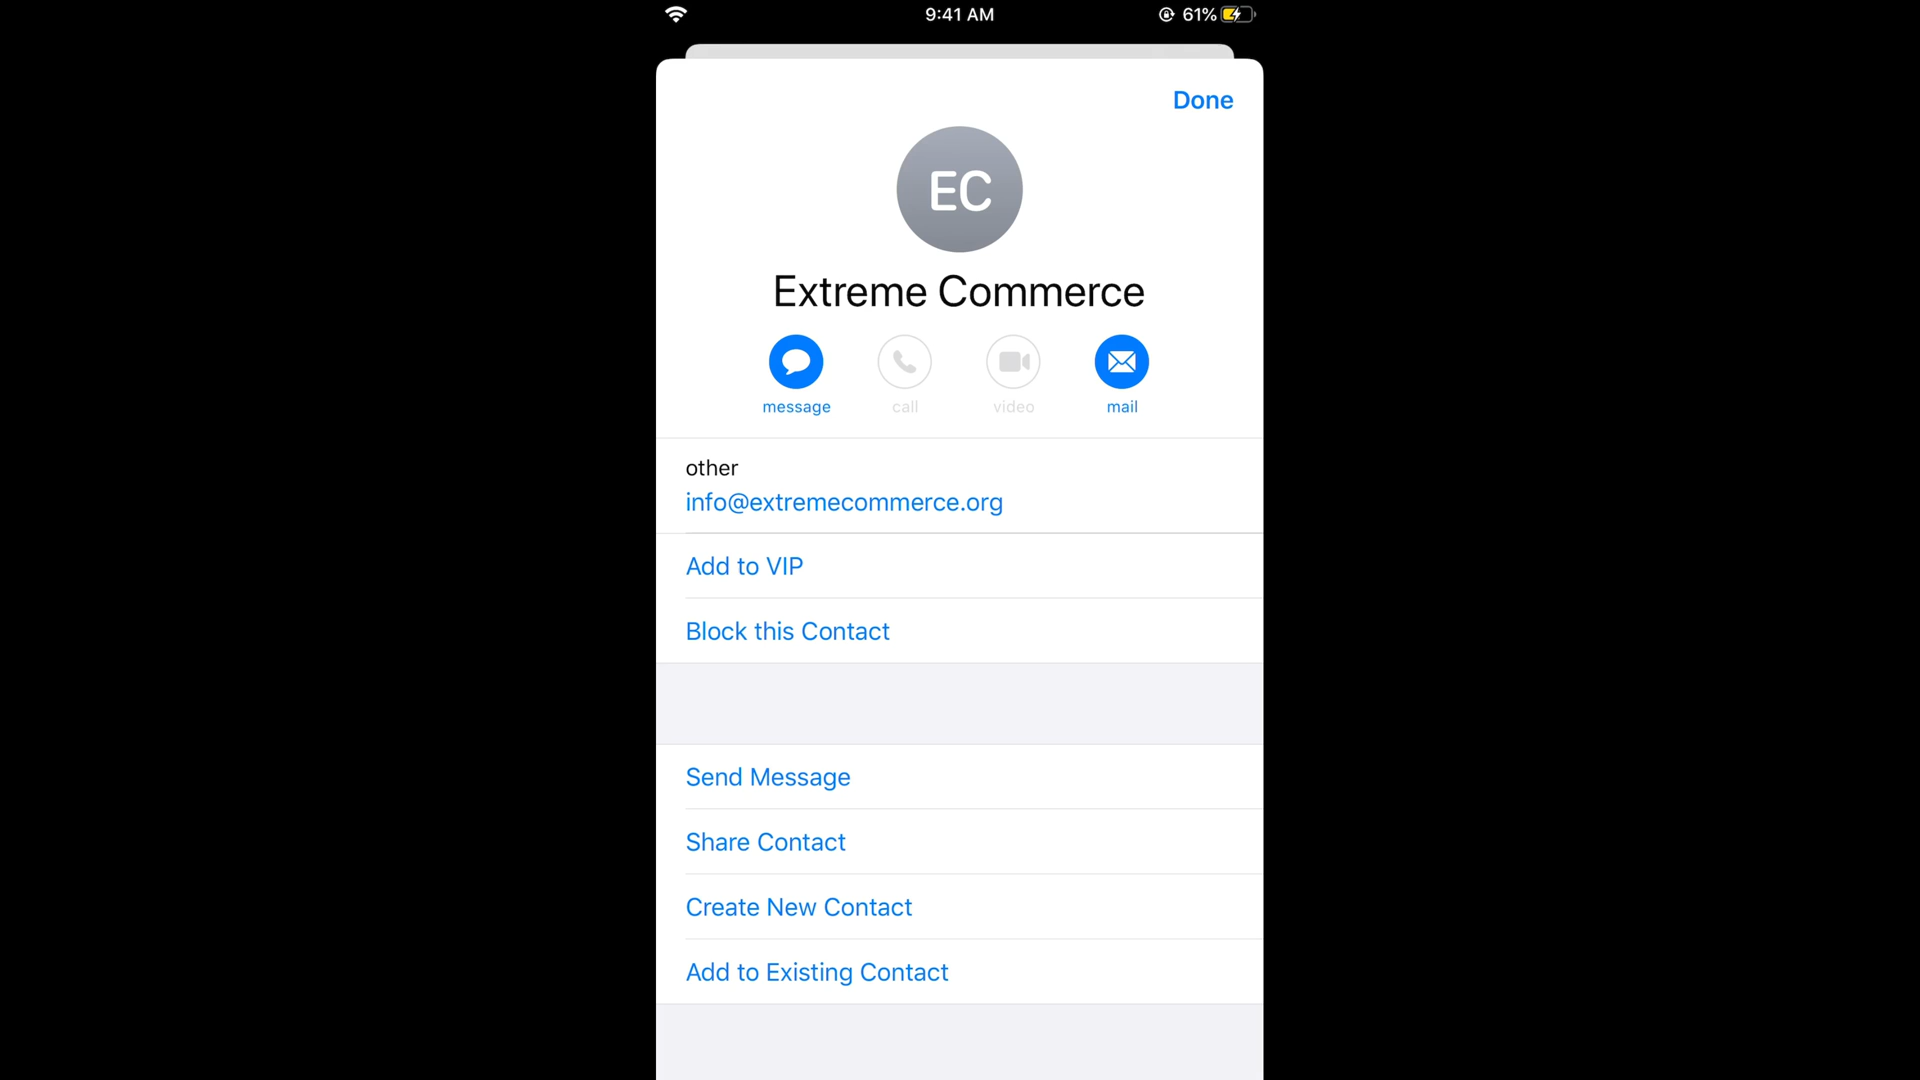 9:41 AM
61%
Done
EC
Extreme Commerce
message
call
video
mail
other
info@extremecommerce.org
Add to VIP
Block this Contact
Send Message
Share Contact
Create New Contact
Add to Existing Contact